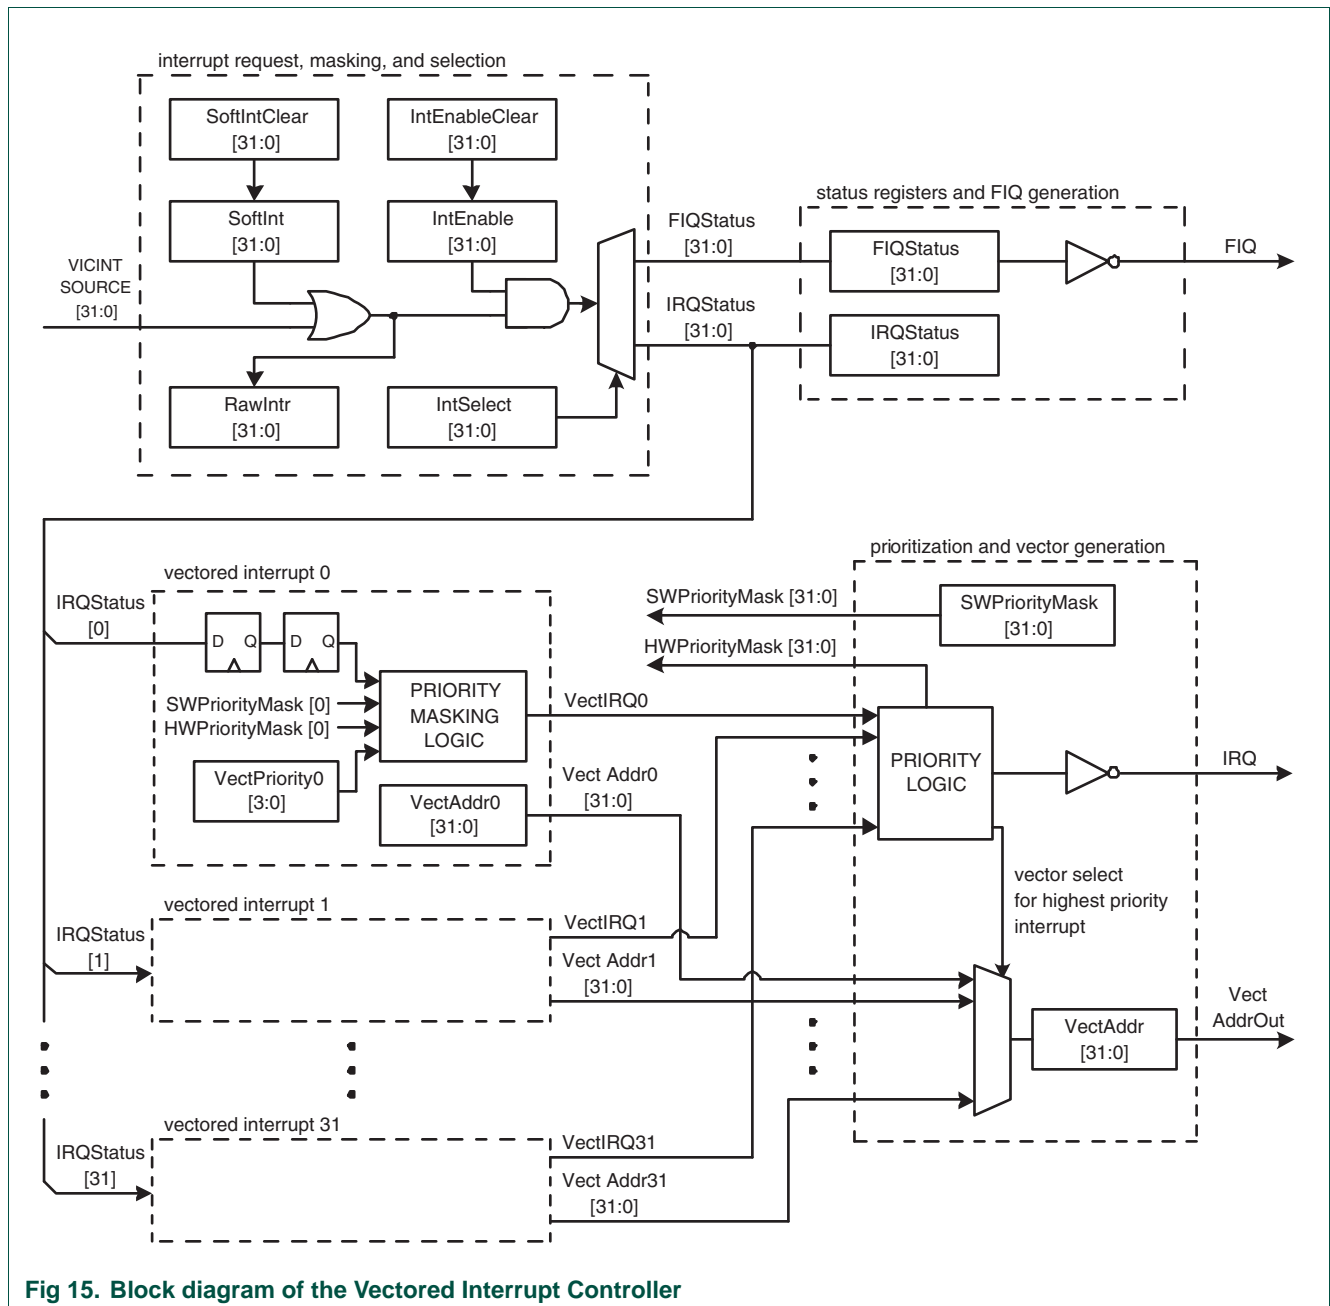 interrupt request, masking, and selection
SoftIntClear
[31:0]
IntEnableClear
[31:0]
SoftInt
[31:0]
IntEnable
[31:0]
VICINT
SOURCE
[31:0]
RawIntr
[31:0]
IntSelect
[31:0]
FIQStatus
[31:0]
IRQStatus
[31:0]
status registers and FIQ generation
FIQStatus
[31:0]
IRQStatus
[31:0]
FIQ
vectored interrupt 0
IRQStatus
[0]
D Q
D Q
SWPriorityMask [0]
HWPriorityMask [0]
PRIORITY
MASKING
LOGIC
VectPriority0
[3:0]
VectAddr0
[31:0]
VectIRQ0
Vect Addr0
[31:0]
prioritization and vector generation
SWPriorityMask [31:0]
SWPriorityMask
[31:0]
HWPriorityMask [31:0]
PRIORITY
LOGIC
IRQ
vector select
for highest priority
interrupt
vectored interrupt 1
IRQStatus
[1]
VectIRQ1
Vect Addr1
[31:0]
VectAddr
[31:0]
Vect
AddrOut
vectored interrupt 31
IRQStatus
[31]
VectIRQ31
Vect Addr31
[31:0]
Fig 15. Block diagram of the Vectored Interrupt Controller